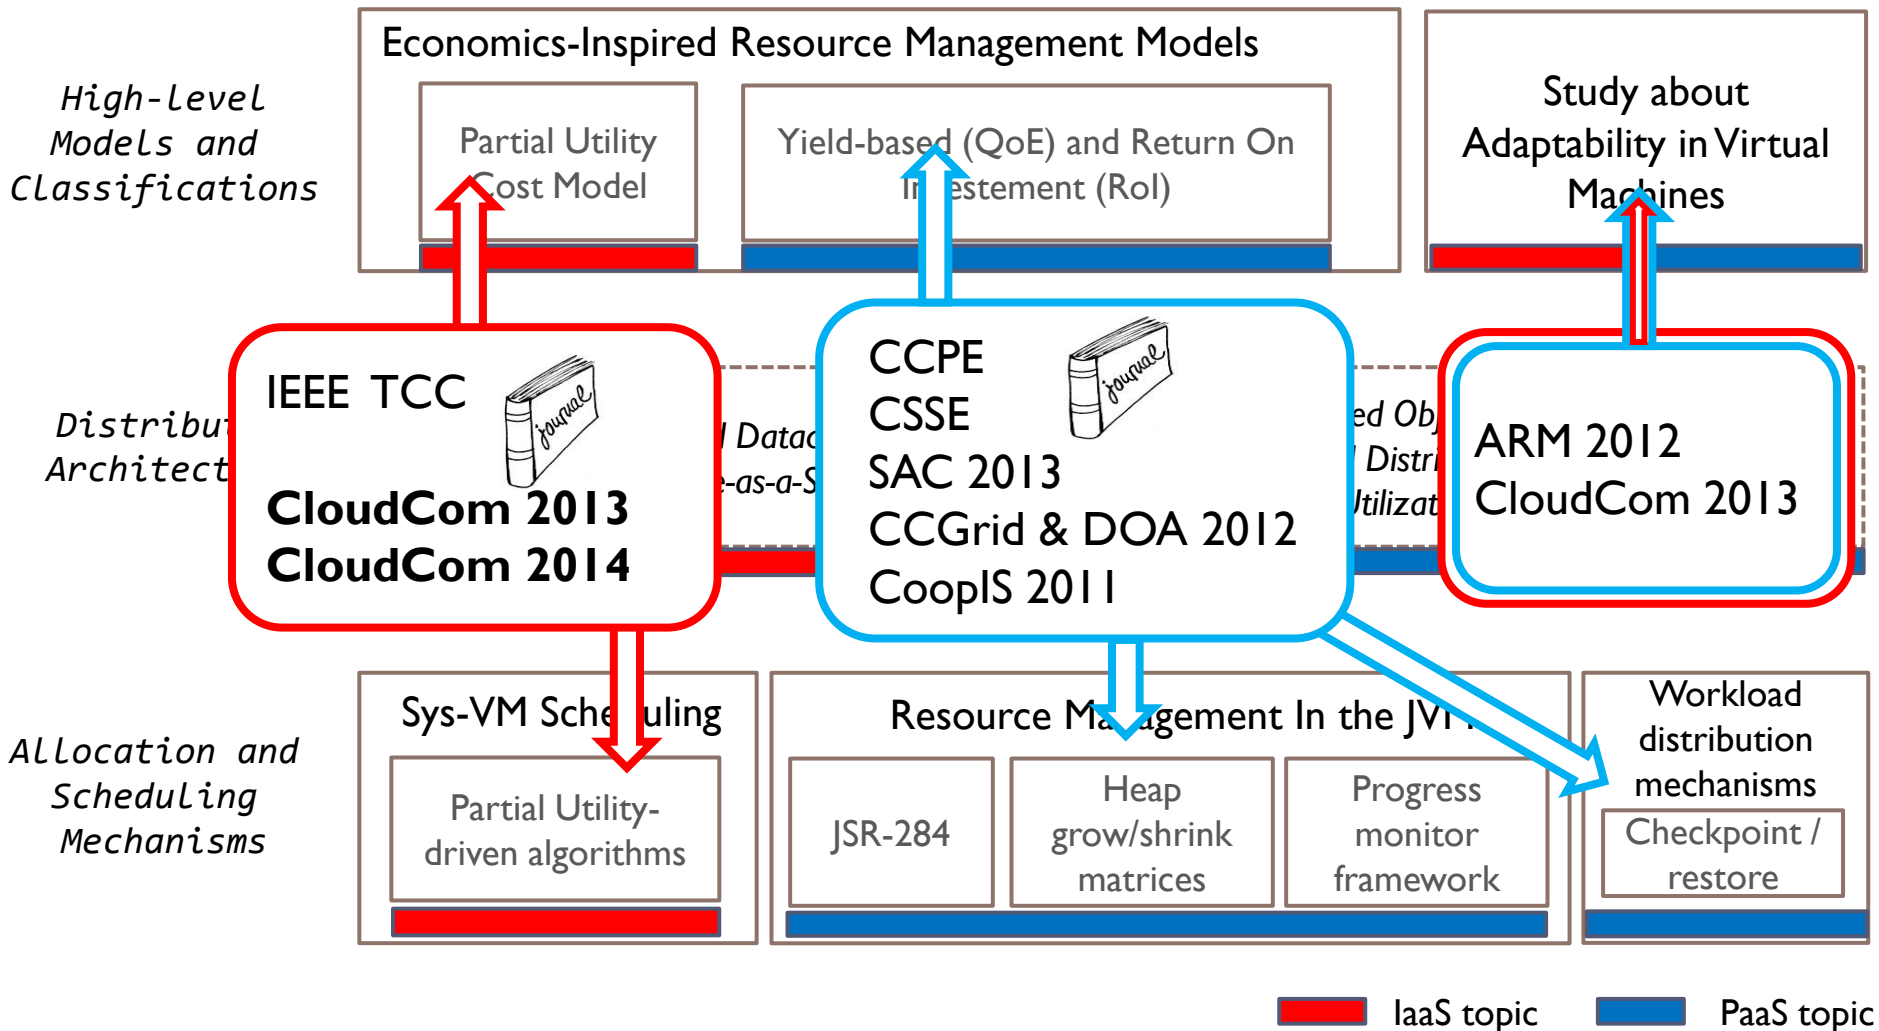 Economics-Inspired Resource Management Models
High-level
Models and
Classifications
Partial Utility
Cost Model
Yield-based (QoE) and Return On
Investement (RoI)
Study about
Adaptability in Virtual
Machines
IEEE TCC
journal
CloudCom 2013
CloudCom 2014
CCPE
CSSE
SAC 2013
CCGrid & DOA 2012
CoopIS 2011
journal
ARM 2012
CloudCom 2013
Sys-VM Scheduling
Partial Utility-
driven algorithms
Resource Management In the
JSR-284
Heap
grow/shrink
matrices
Progress
monitor
framework
Workload
distribution
mechanisms
Checkpoint /
restore
Allocation and
Scheduling
Mechanisms
IaaS topic
PaaS topic